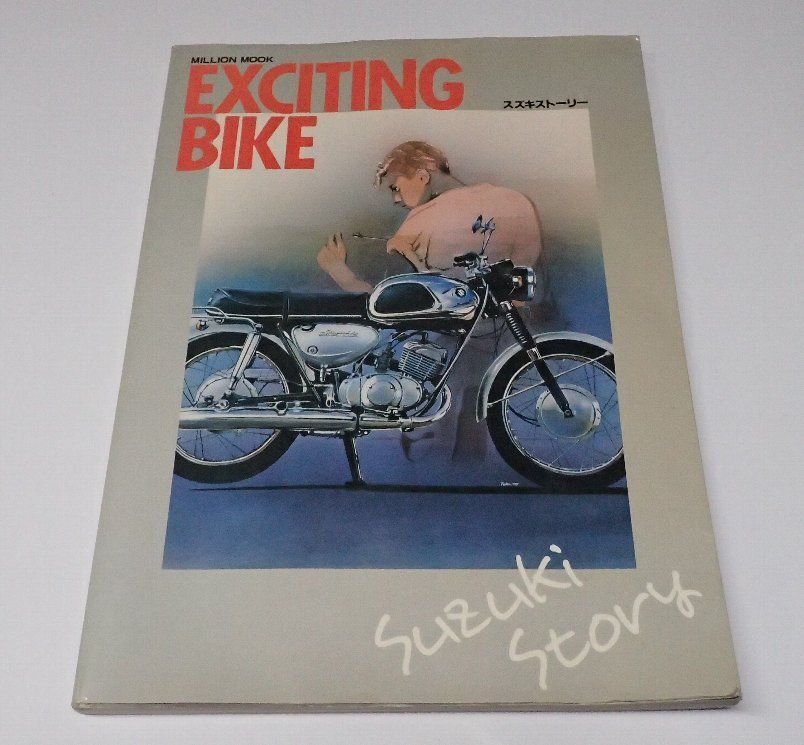 MILLION MOOK
EXCITING
BIKE
スズキストーリー
Suzuki
Story